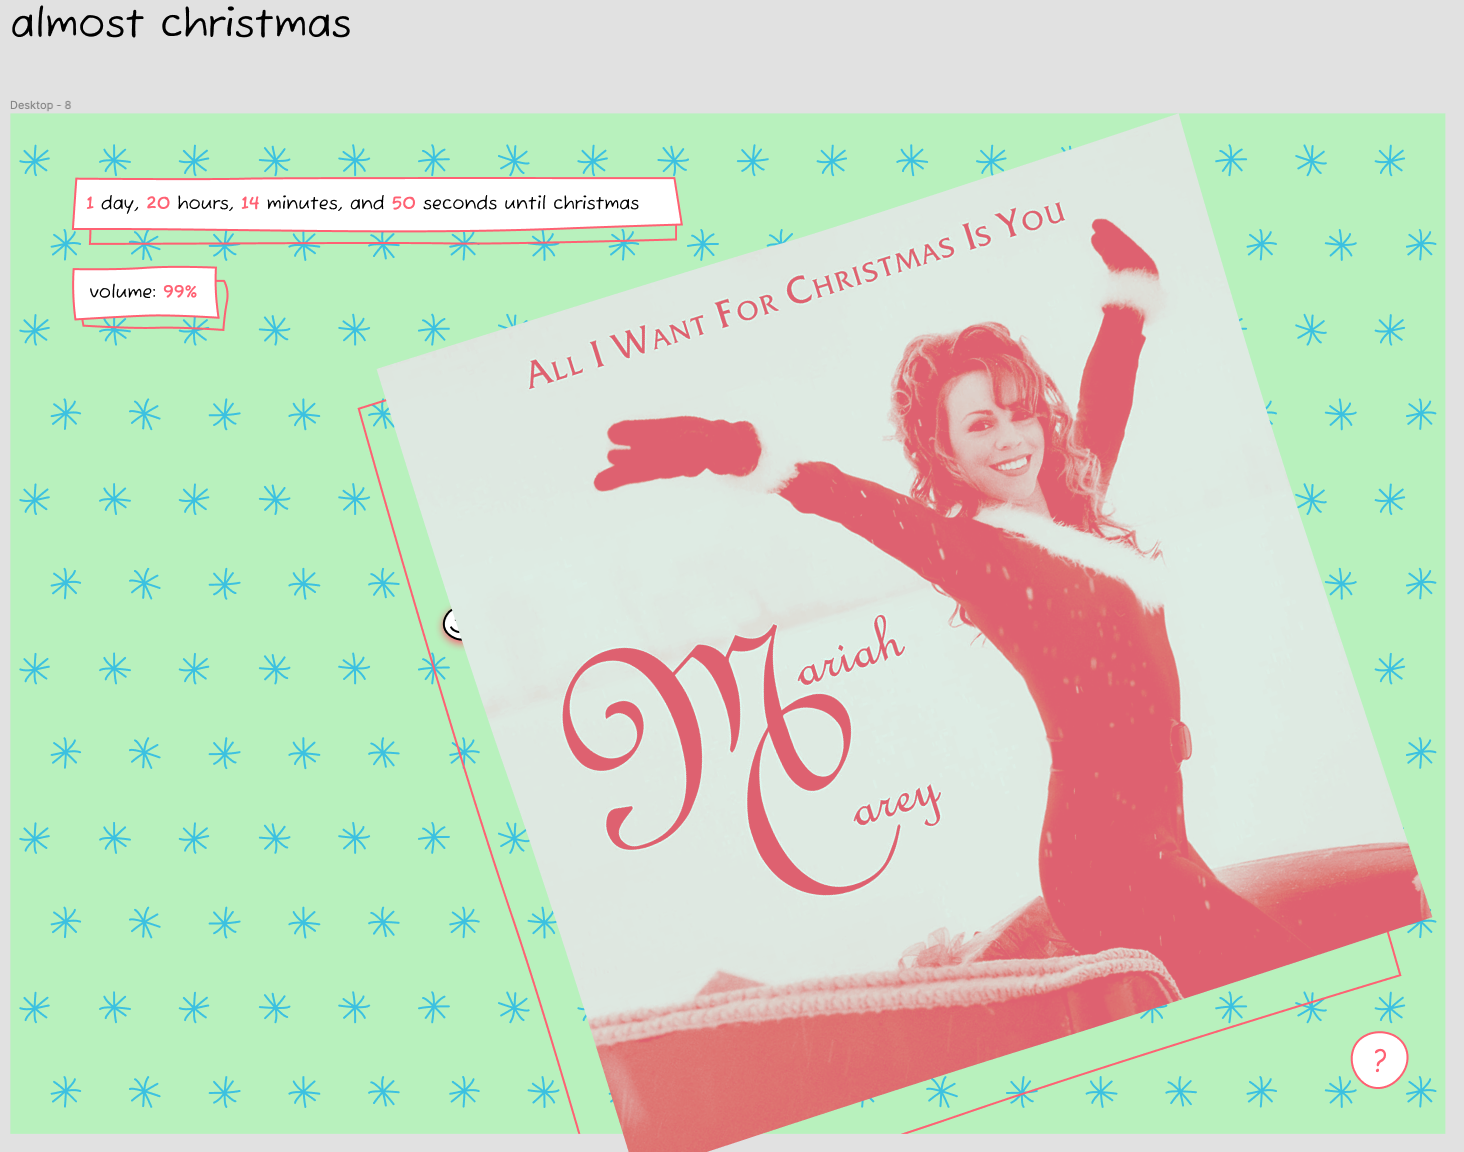 almost christmas
Desktop - 8
1 day, 20 hours, 14 minutes, and 50 seconds until christmas
volume: 99%
ALL I WANT FOR CHRISTMAS IS YOU
Mariah
Carey
?